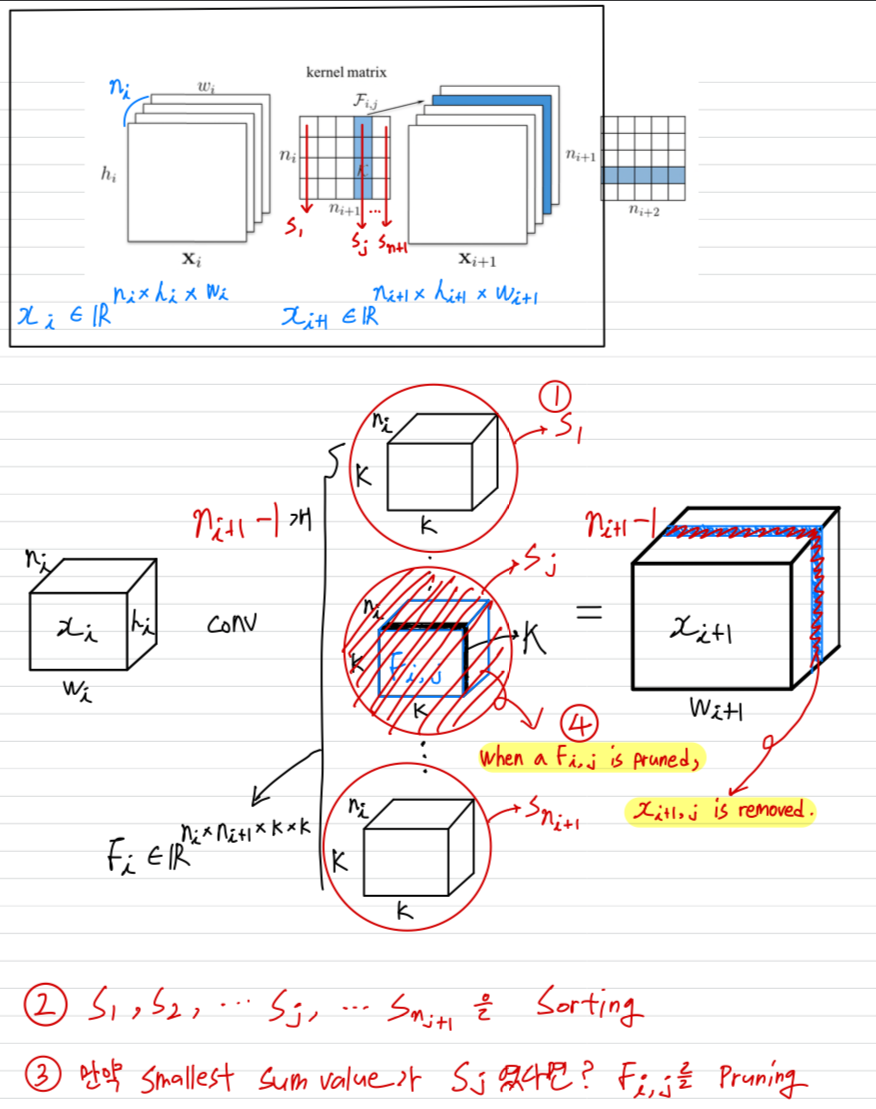 kernel matrix
n_i
w_i
F_{i,j}
h_i
n_i
n_{i+1} ...
n_{i+1}
n_{i+2}
S_1
S_j
S_{n+1}
x_i
x_{i+1}
x_i ∈ ℝ^{n_i × h_i × w_i}
x_{i+1} ∈ ℝ^{n_{i+1} × h_{i+1} × w_{i+1}}
①
n_i
K
K
S_1
n_{i+1} - 1 개
n_i
x_i
h_i
w_i
conv
S_j
n_i
K
F_{i,j}
K
K
=
n_{i+1} - 1
x_{i+1}
w_{i+1}
④
When a F_{i,j} is pruned,
x_{i+1,j} is removed.
n_i
K
K
S_{n_{i+1}}
F_i ∈ ℝ^{n_i × n_{i+1} × K × K}
② S_1, S_2, ... S_j, ... S_{n_{j+1}} 을 Sorting
③ 만약 smallest sum value가 S_j 였다면? F_{i,j}를 Pruning